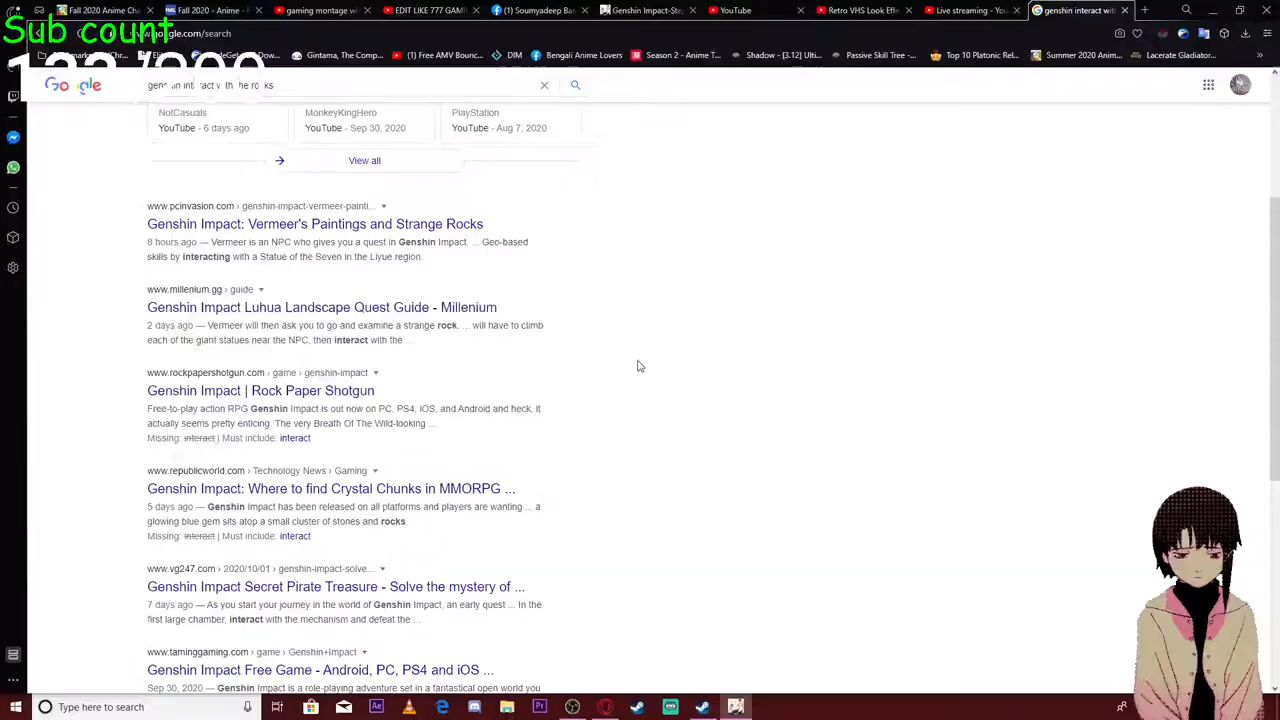 Fall 2020 - Anime
Fall 2020 - Anime -
gaming montage w
EDIT LIKE 777 GAMI
(1) Soumyadeep Ba
Genshin Impact-Ste
YouTube
Retro VHS Look Effe
Live streaming - You
genshin interact with
Sub count
google.com/search
Gintama, The Comp
(1) Free AMV Bounc
DIM
Bengali Anime Lovers
Season 2 - Anime T
Shadow - [3.12] Ulti
Passive Skill Tree -
Top 10 Platonic Rel
Summer 2020 Anim
Lacerate Gladiator
Google
genshin interact with the rocks
NotCasuals
MonkeyKingHero
PlayStation
YouTube - 6 days ago
YouTube - Sep 30, 2020
YouTube - Aug 7, 2020
View all
www.pcinvasion.com › genshin-impact-vermeer-painti...
Genshin Impact: Vermeer's Paintings and Strange Rocks
8 hours ago — Vermeer is an NPC who gives you a quest in Genshin Impact. ... Geo-based
skills by interacting with a Statue of the Seven in the Liyue region.
www.millenium.gg › guide
Genshin Impact Luhua Landscape Quest Guide - Millenium
2 days ago — Vermeer will then ask you to go and examine a strange rock. ... will have to climb
each of the giant statues near the NPC, then interact with the ...
www.rockpapershotgun.com › game › genshin-impact
Genshin Impact | Rock Paper Shotgun
Free-to-play action RPG Genshin Impact is out now on PC, PS4, iOS, and Android and heck, it
actually seems pretty enticing. The very Breath Of The Wild-looking ...
Missing: interact | Must include: interact
www.republicworld.com › Technology News › Gaming
Genshin Impact: Where to find Crystal Chunks in MMORPG ...
5 days ago — Genshin Impact has been released on all platforms and players are wanting ... a
glowing blue gem sits atop a small cluster of stones and rocks.
Missing: interact | Must include: interact
www.vg247.com › 2020/10/01 › genshin-impact-solve...
Genshin Impact Secret Pirate Treasure - Solve the mystery of ...
7 days ago — As you start your journey in the world of Genshin Impact, an early quest ... In the
first large chamber, interact with the mechanism and defeat the ...
www.taminggaming.com › game › Genshin+Impact
Genshin Impact Free Game - Android, PC, PS4 and iOS ...
Sep 30, 2020 — Genshin Impact is a role-playing adventure set in a fantastical open world you
Type here to search